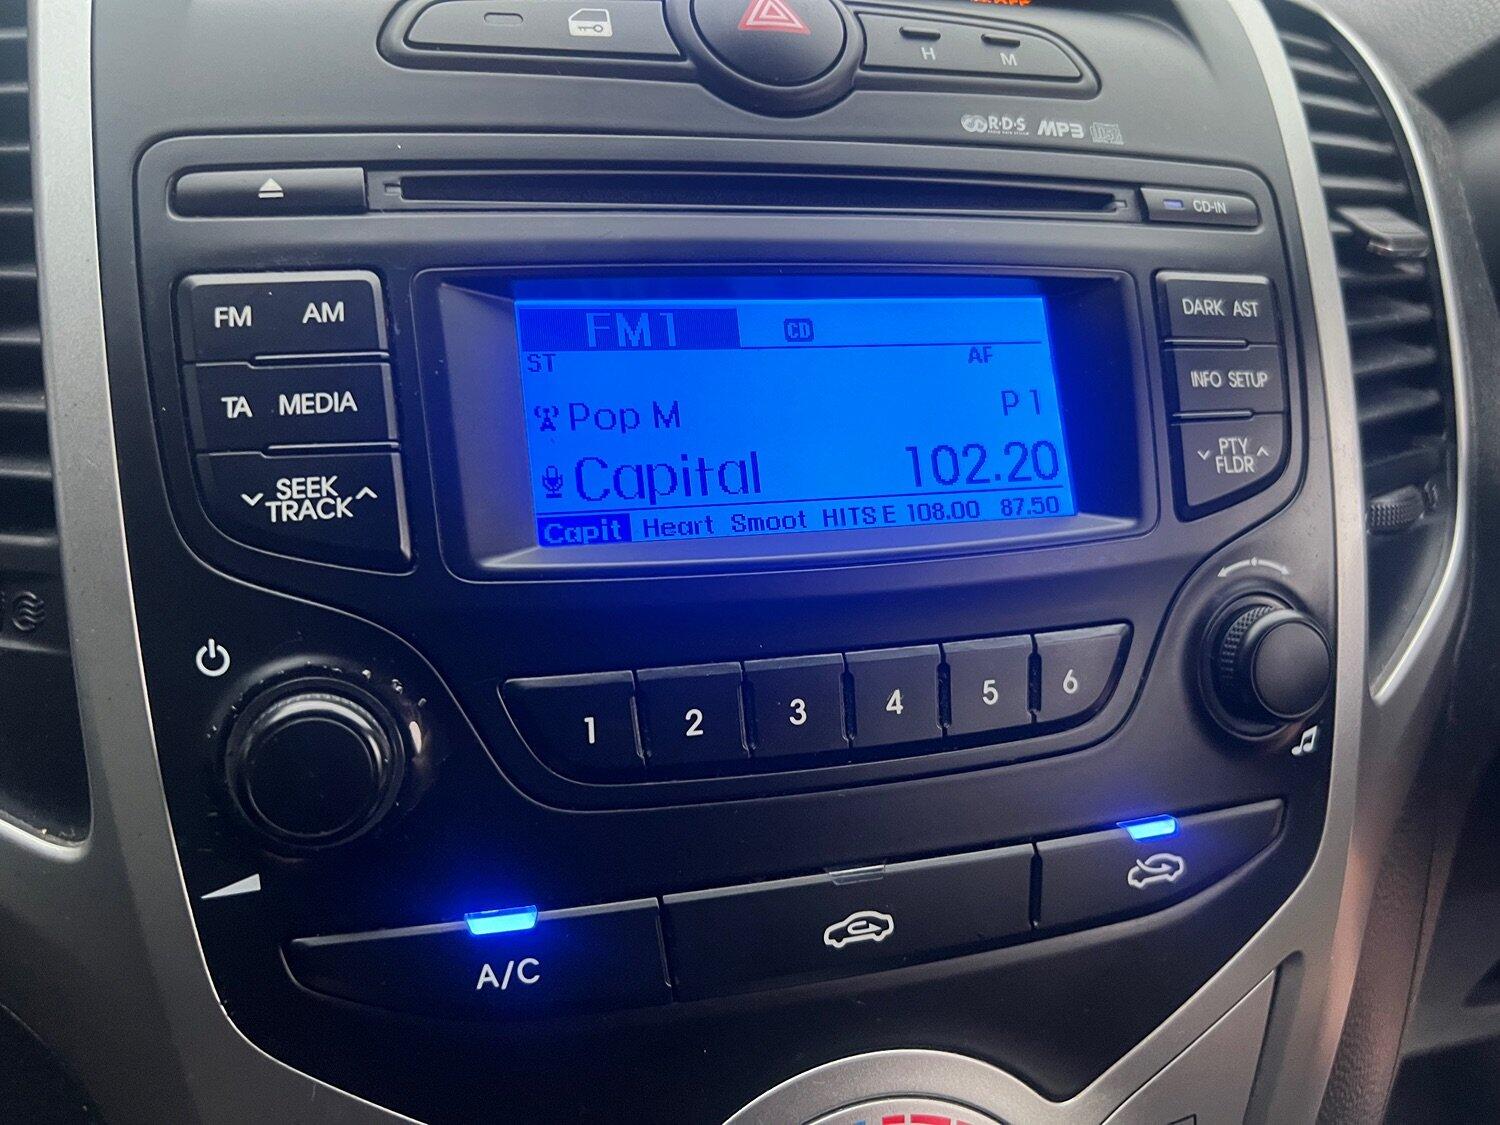 H M
R·D·S MP3
CD-IN
FM AM
TA MEDIA
SEEK
TRACK
FM1 CD
ST AF
Pop M P1
Capital 102.20
Capit Heart Smoot HITS E 108.00 87.50
DARK AST
INFO SETUP
PTY
FLDR
1 2 3 4 5 6
A/C